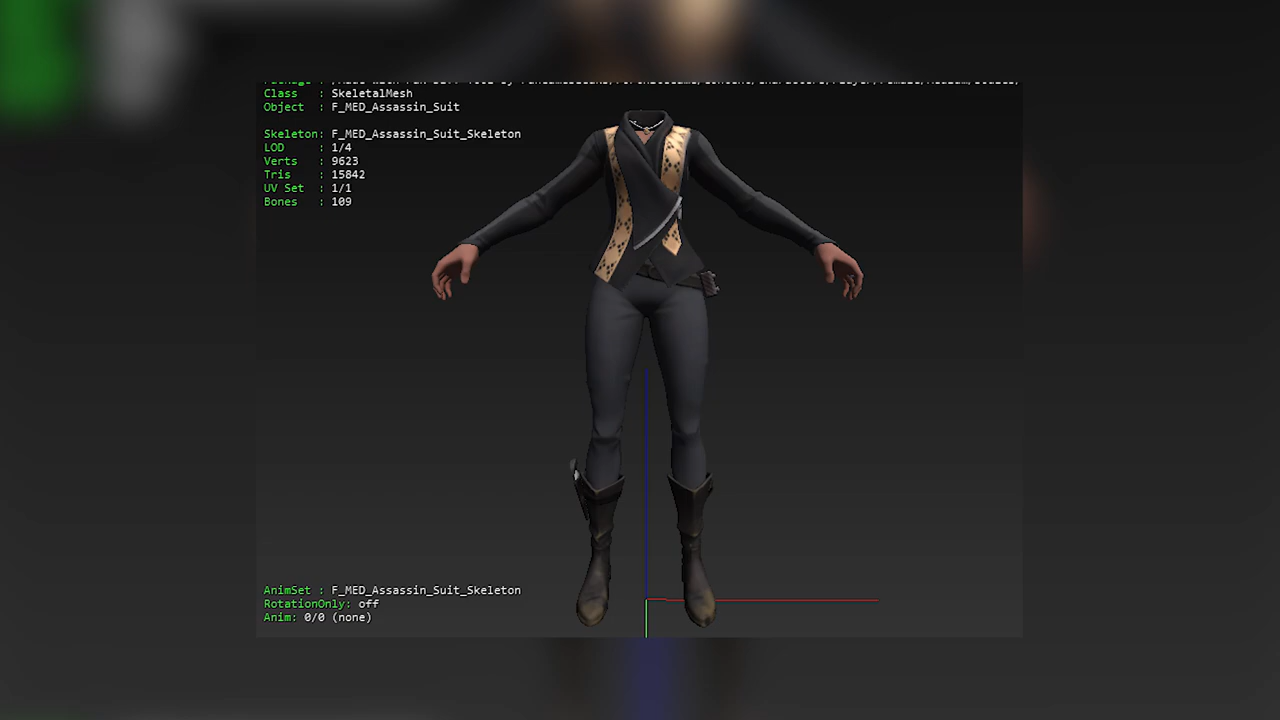 Class : SkeletalMesh
Object : F_MED_Assassin_Suit
Skeleton: F_MED_Assassin_Suit_Skeleton
LOD : 1/4
Verts : 9623
Tris : 15842
UV Set : 1/1
Bones : 109
AnimSet : F_MED_Assassin_Suit_Skeleton
RotationOnly: off
Anim: 0/0 (none)